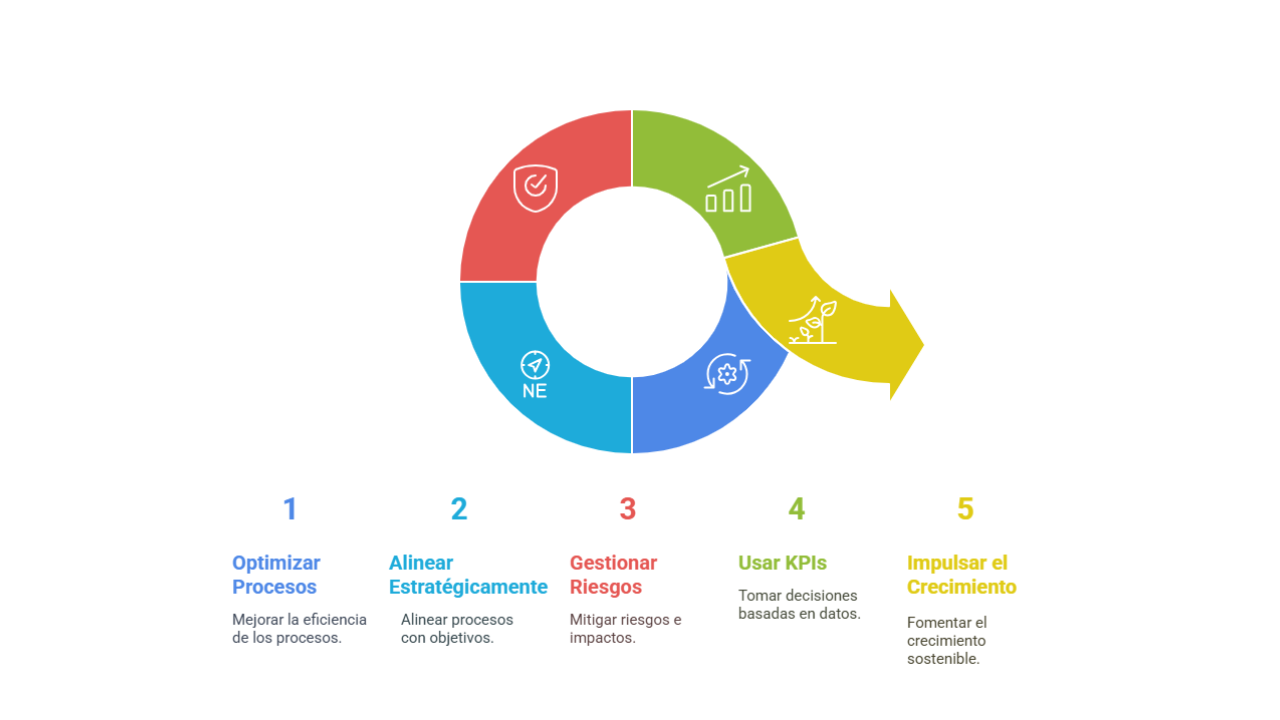 NE
1
2
3
4
5
Optimizar
Procesos
Mejorar la eficiencia
de los procesos.
Alinear
Estratégicamente
Alinear procesos
con objetivos.
Gestionar
Riesgos
Mitigar riesgos e
impactos.
Usar KPIs
Tomar decisiones
basadas en datos.
Impulsar el
Crecimiento
Fomentar el
crecimiento
sostenible.